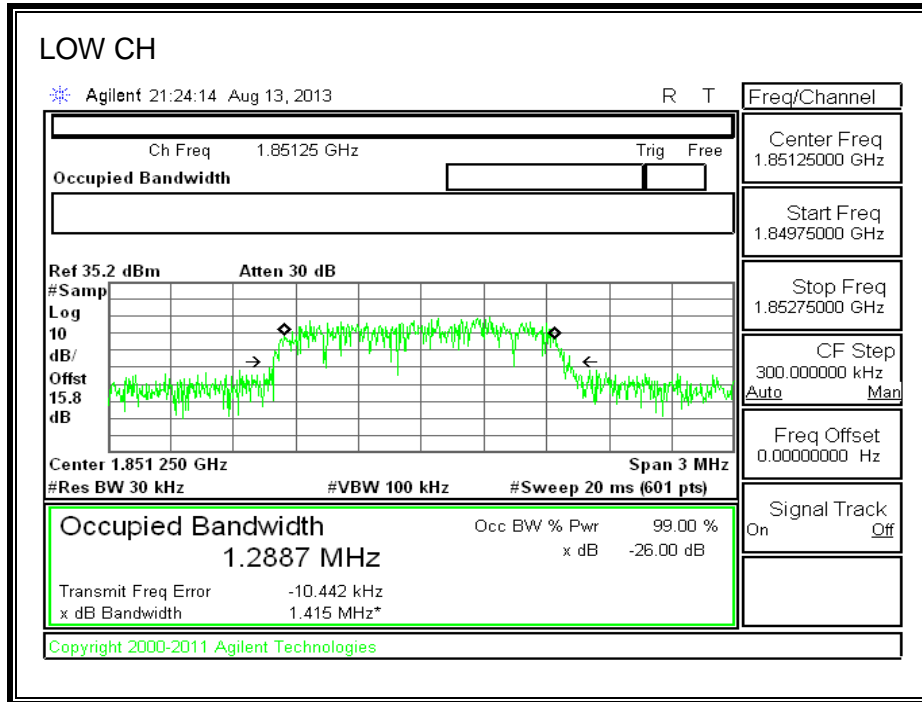 LOW CH
Agilent 21:24:14 Aug 13, 2013 R T
Freq/Channel
Ch Freq 1.85125 GHz Trig Free
Occupied Bandwidth
Center Freq
1.85125000 GHz
Start Freq
1.84975000 GHz
Stop Freq
1.85275000 GHz
CF Step
300.000000 kHz
Auto Man
Freq Offset
0.00000000 Hz
Signal Track
On Off
Ref 35.2 dBm Atten 30 dB
#Samp
Log
10
dB/
Offst
15.8
dB
Center 1.851 250 GHz Span 3 MHz
#Res BW 30 kHz #VBW 100 kHz #Sweep 20 ms (601 pts)
Occupied Bandwidth Occ BW % Pwr 99.00 %
1.2887 MHz x dB -26.00 dB
Transmit Freq Error -10.442 kHz
x dB Bandwidth 1.415 MHz*
Copyright 2000-2011 Agilent Technologies